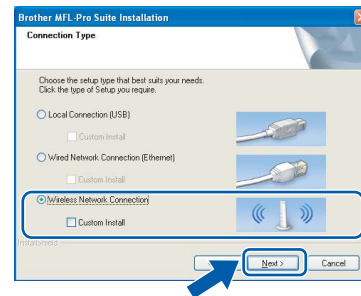 Brother MFL-Pro Suite Installation
Connection Type
Choose the setup type that best suits your needs.
Click the type of Setup you require.
Local Connection (USB)
Custom Install
Wired Network Connection (Ethernet)
Custom Install
Wireless Network Connection
Custom Install
InstallShield
Next >
Cancel